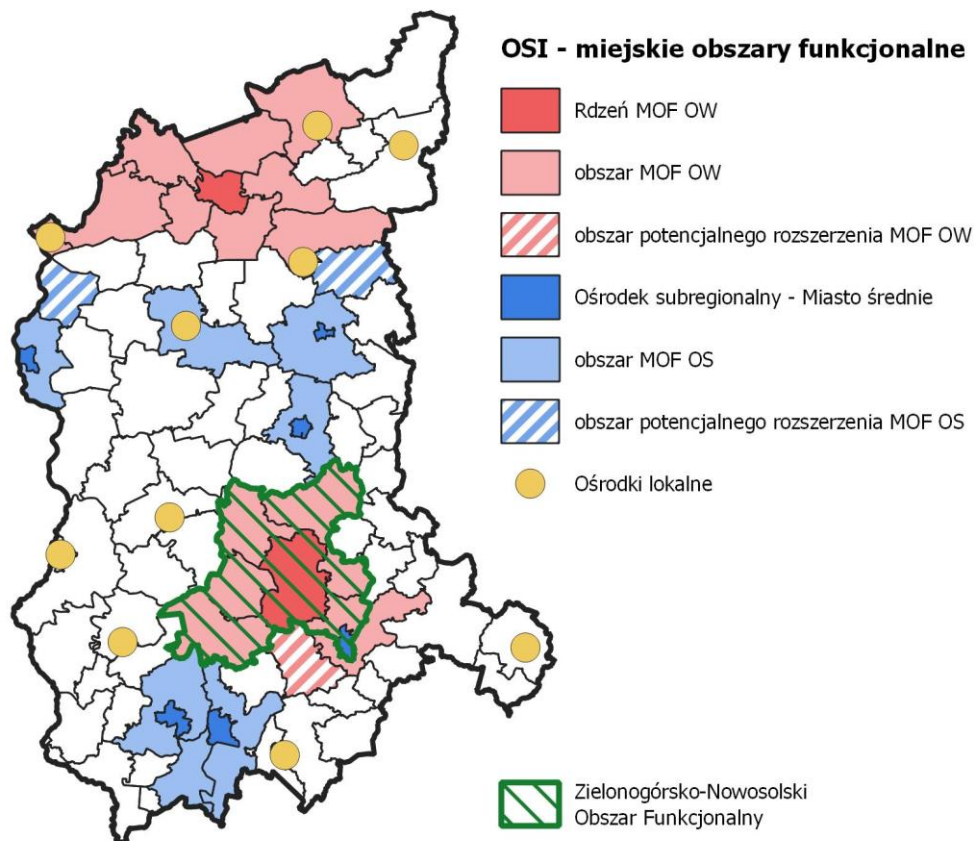 OSI - miejskie obszary funkcjonalne
Rdzeń MOF OW
obszar MOF OW
obszar potencjalnego rozszerzenia MOF OW
Ośrodek subregionalny - Miasto średnie
obszar MOF OS
obszar potencjalnego rozszerzenia MOF OS
Ośrodki lokalne
Zielonogórsko-Nowosolski
Obszar Funkcjonalny